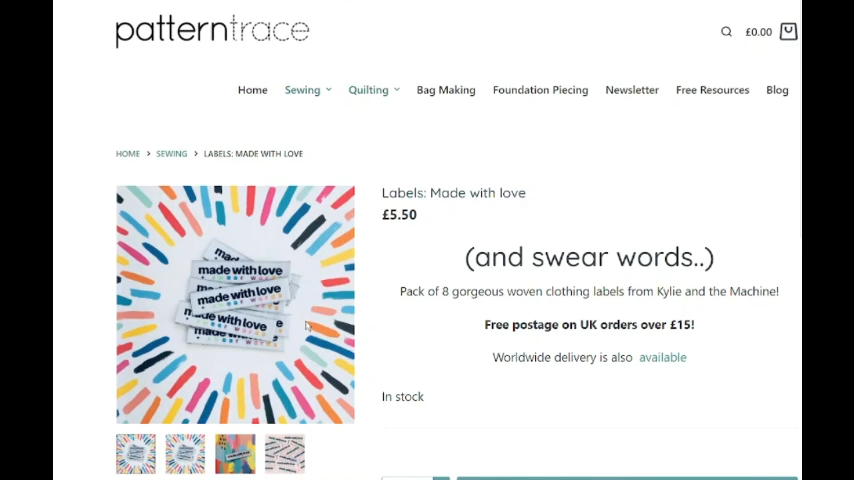 patterntrace
£0.00
Home Sewing Quilting Bag Making Foundation Piecing Newsletter Free Resources Blog
HOME > SEWING > LABELS: MADE WITH LOVE
Labels: Made with love
£5.50
(and swear words..)
Pack of 8 gorgeous woven clothing labels from Kylie and the Machine!
Free postage on UK orders over £15!
Worldwide delivery is also available
In stock
made with love
made with love
made with love